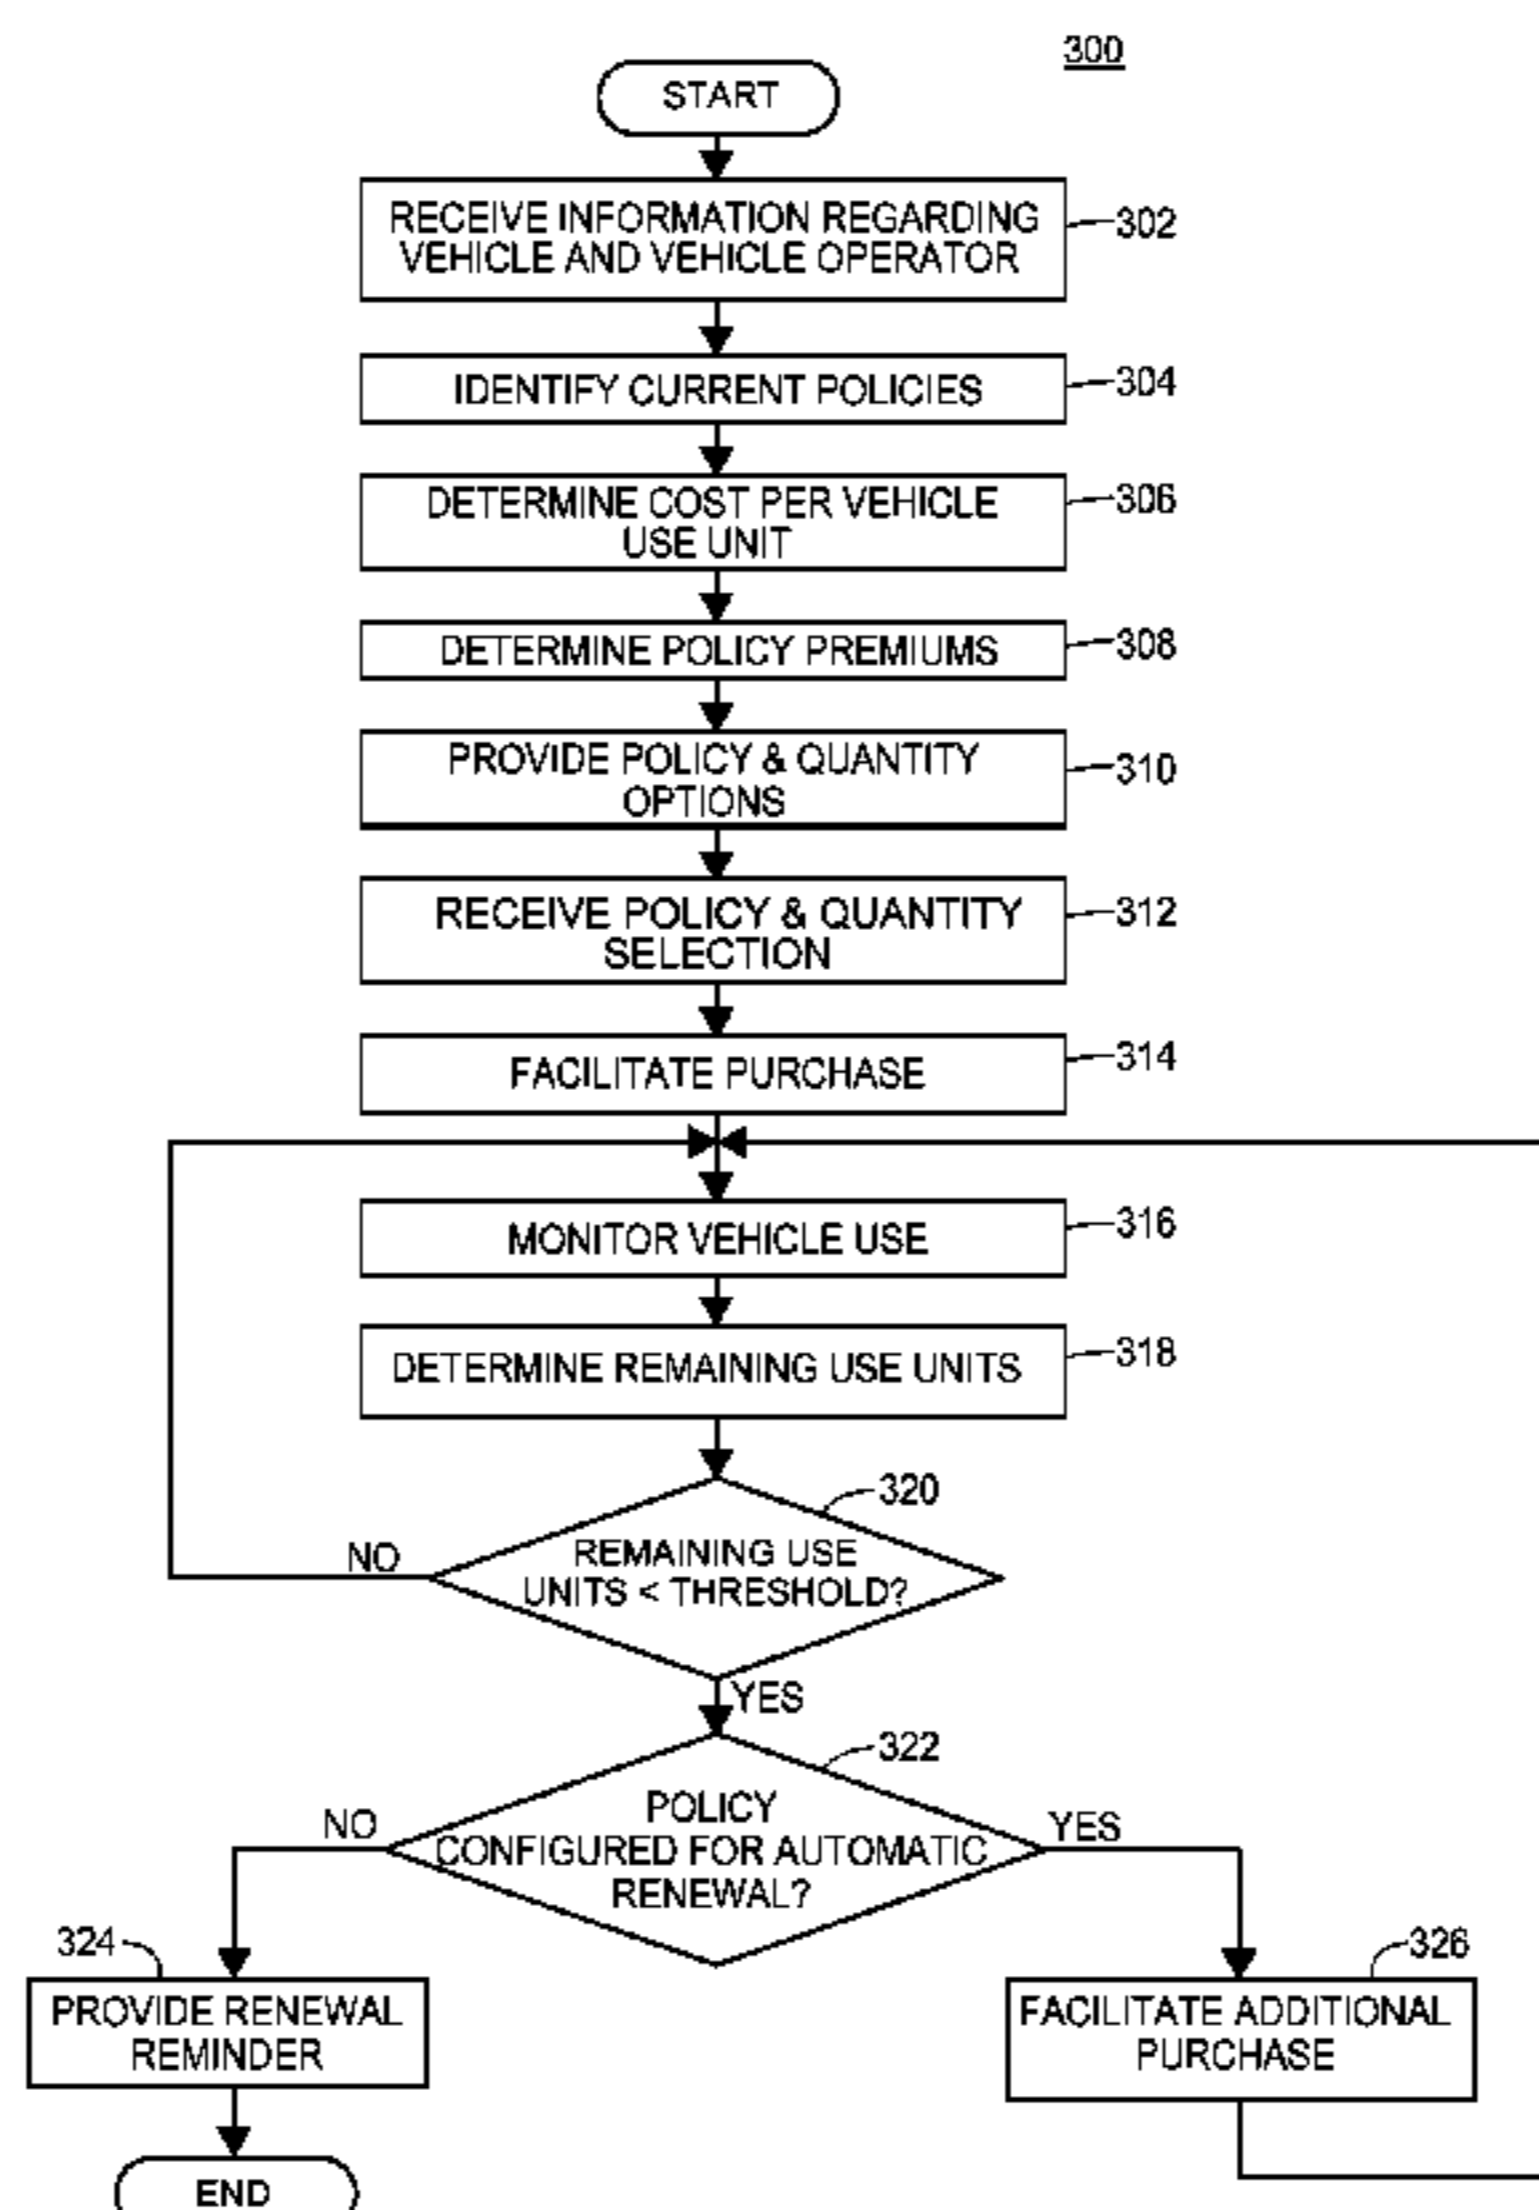 300
START
RECEIVE INFORMATION REGARDING
VEHICLE AND VEHICLE OPERATOR
302
IDENTIFY CURRENT POLICIES
304
DETERMINE COST PER VEHICLE
USE UNIT
306
DETERMINE POLICY PREMIUMS
308
PROVIDE POLICY & QUANTITY
OPTIONS
310
RECEIVE POLICY & QUANTITY
SELECTION
312
FACILITATE PURCHASE
314
MONITOR VEHICLE USE
316
DETERMINE REMAINING USE UNITS
318
320
REMAINING USE
UNITS < THRESHOLD?
NO
YES
322
POLICY
CONFIGURED FOR AUTOMATIC
RENEWAL?
NO
YES
324
PROVIDE RENEWAL
REMINDER
326
FACILITATE ADDITIONAL
PURCHASE
END